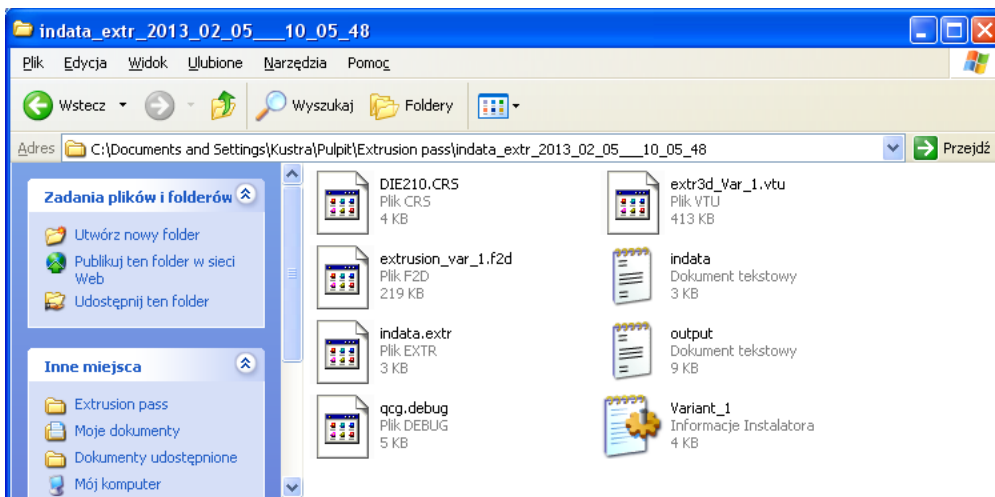 indata_extr_2013_02_05___10_05_48
Plik Edycja Widok Ulubione Narzędzia Pomoc
Wstecz Wyszukaj Foldery
Adres C:\Documents and Settings\Kustra\Pulpit\Extrusion pass\indata_extr_2013_02_05___10_05_48 Przejdź
Zadania plików i folderów
Utwórz nowy folder
Publikuj ten folder w sieci
Web
Udostępnij ten folder
Inne miejsca
Extrusion pass
Moje dokumenty
Dokumenty udostępnione
Mój komputer
DIE210.CRS
Plik CRS
4 KB
extr3d_Var_1.vtu
Plik VTU
413 KB
extrusion_var_1.f2d
Plik F2D
219 KB
indata
Dokument tekstowy
3 KB
indata.extr
Plik EXTR
3 KB
output
Dokument tekstowy
9 KB
qcg.debug
Plik DEBUG
5 KB
Variant_1
Informacje Instalatora
4 KB